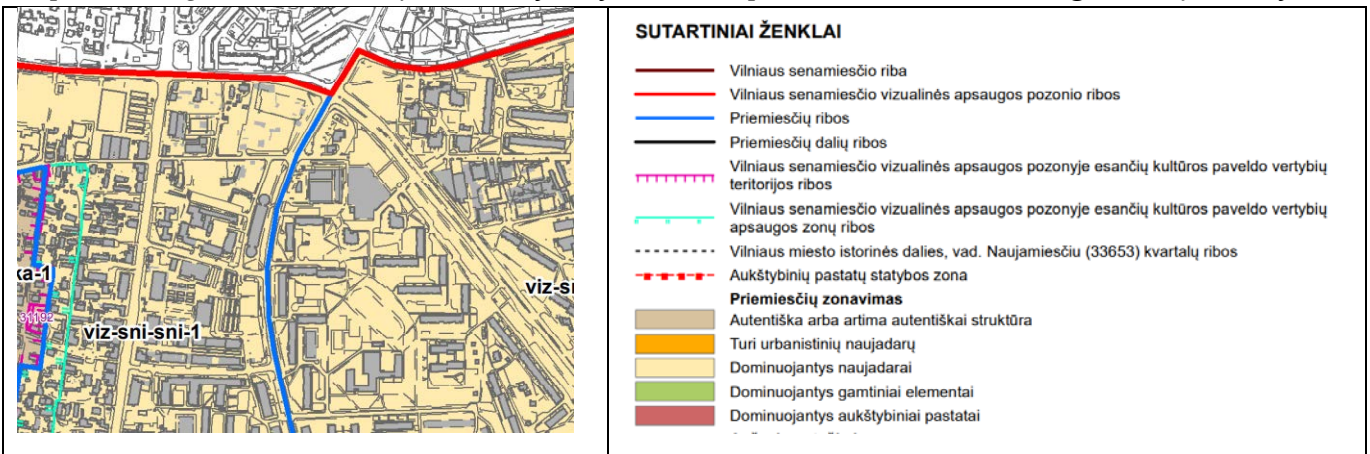 ka-1
31192
viz-sni-sni-1
viz-s
SUTARTINIAI ŽENKLAI
Vilniaus senamiesčio riba
Vilniaus senamiesčio vizualinės apsaugos pozonio ribos
Priemiesčių ribos
Priemiesčių dalių ribos
Vilniaus senamiesčio vizualinės apsaugos pozonyje esančių kultūros paveldo vertybių
teritorijos ribos
Vilniaus senamiesčio vizualinės apsaugos pozonyje esančių kultūros paveldo vertybių
apsaugos zonų ribos
Vilniaus miesto istorinės dalies, vad. Naujamiesčiu (33653) kvartalų ribos
Aukštybinių pastatų statybos zona
Priemiesčių zonavimas
Autentiška arba artima autentiškai struktūra
Turi urbanistinių naujadarų
Dominuojantys naujadarai
Dominuojantys gamtiniai elementai
Dominuojantys aukštybiniai pastatai